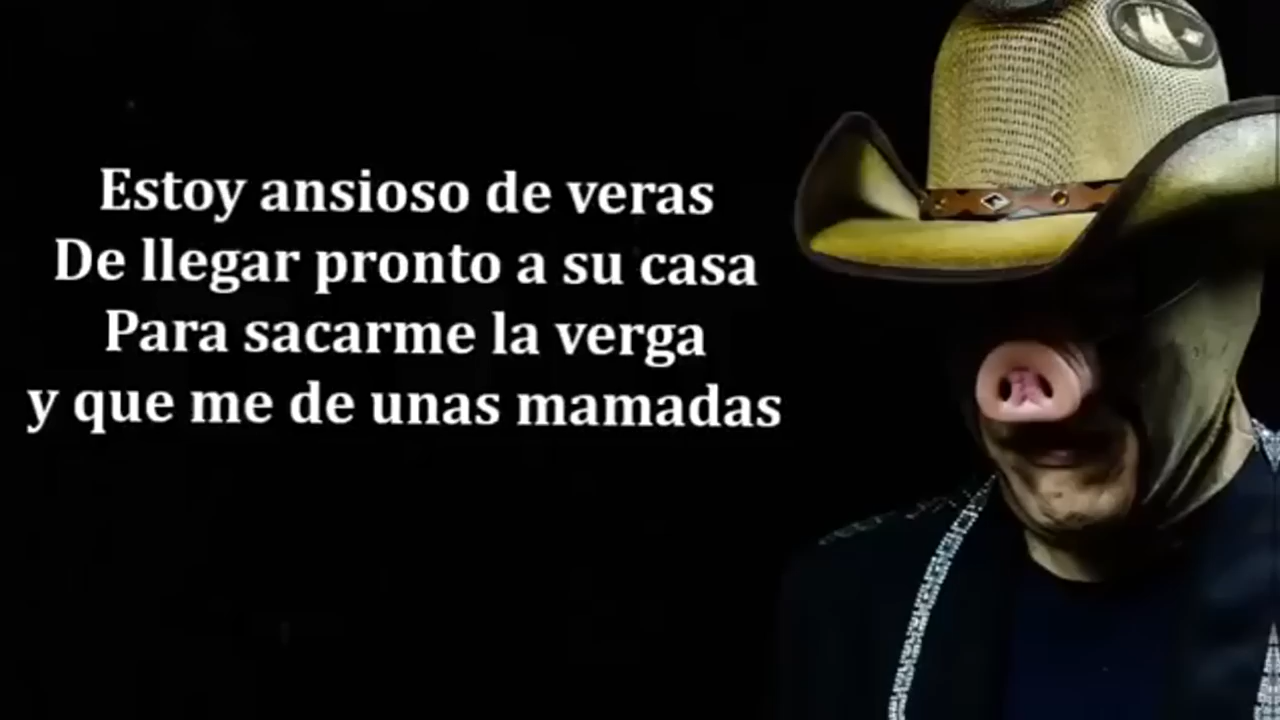 Estoy ansioso de veras
De llegar pronto a su casa
Para sacarme la verga
y que me de unas mamadas